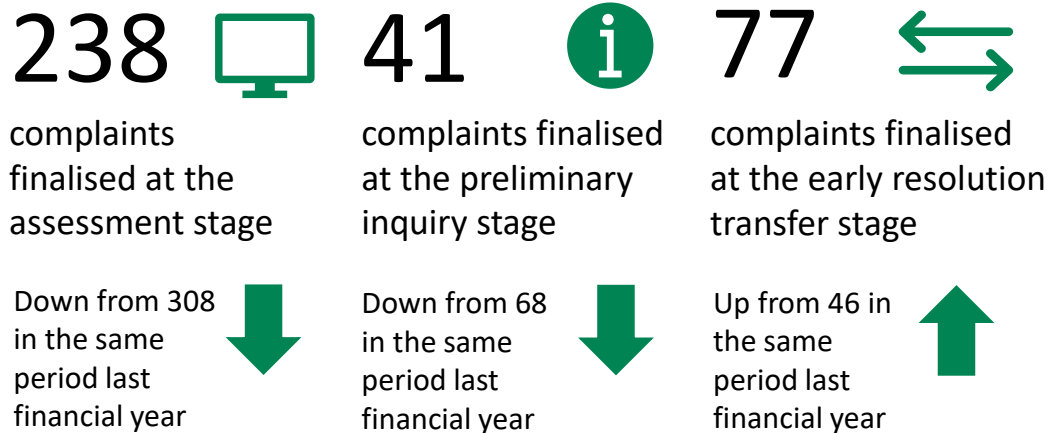 238
complaints
finalised at the
assessment stage
Down from 308
in the same
period last
financial year
41
complaints finalised
at the preliminary
inquiry stage
Down from 68
in the same
period last
financial year
77
complaints finalised
at the early resolution
transfer stage
Up from 46 in
the same
period last
financial year